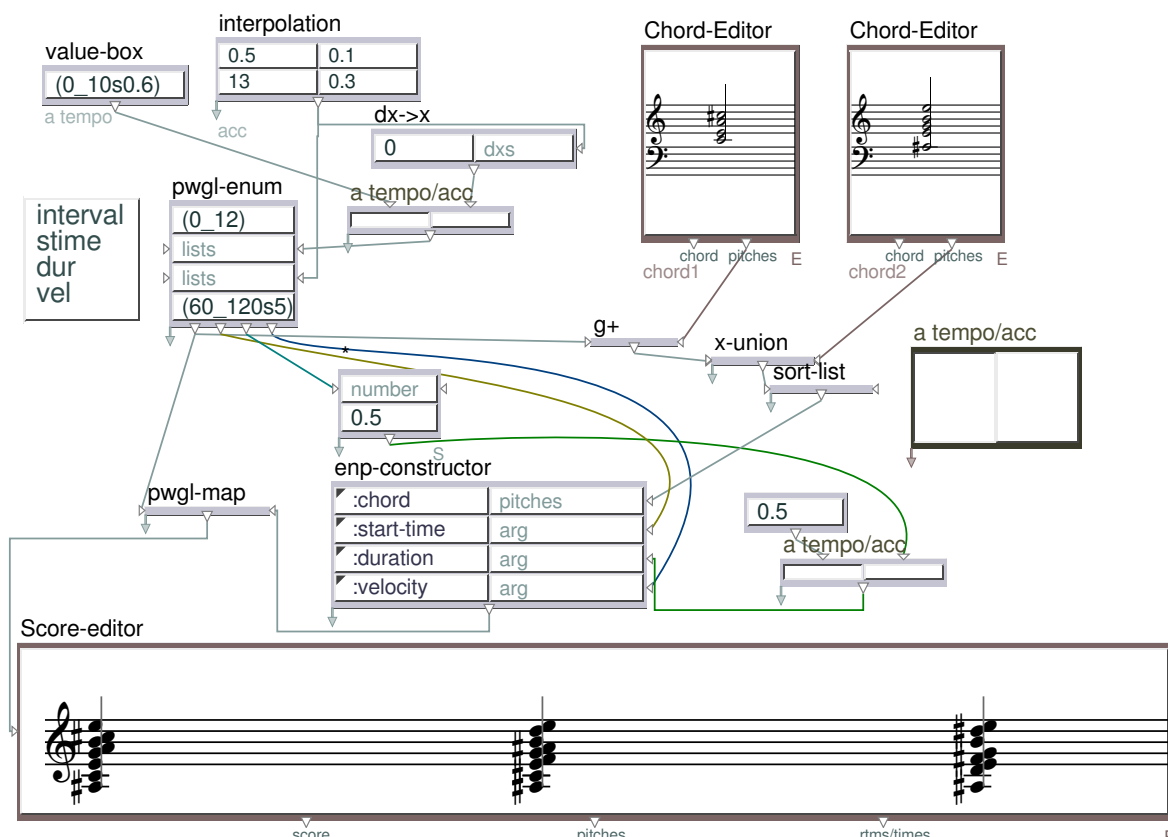 interpolation
value-box
0.5 0.1
13 0.3
(0_10s0.6)
a tempo
acc
dx->x
0 dxs
Chord-Editor
Chord-Editor
chord pitches E
chord1
chord pitches E
chord2
pwgl-enum
(0_12)
lists
lists
(60_120s5)
a tempo/acc
interval
stime
dur
vel
g+
x-union
sort-list
a tempo/acc
*
number
0.5
S
enp-constructor
:chord pitches
:start-time arg
:duration arg
:velocity arg
pwgl-map
0.5
a tempo/acc
Score-editor
score pitches rtms/times